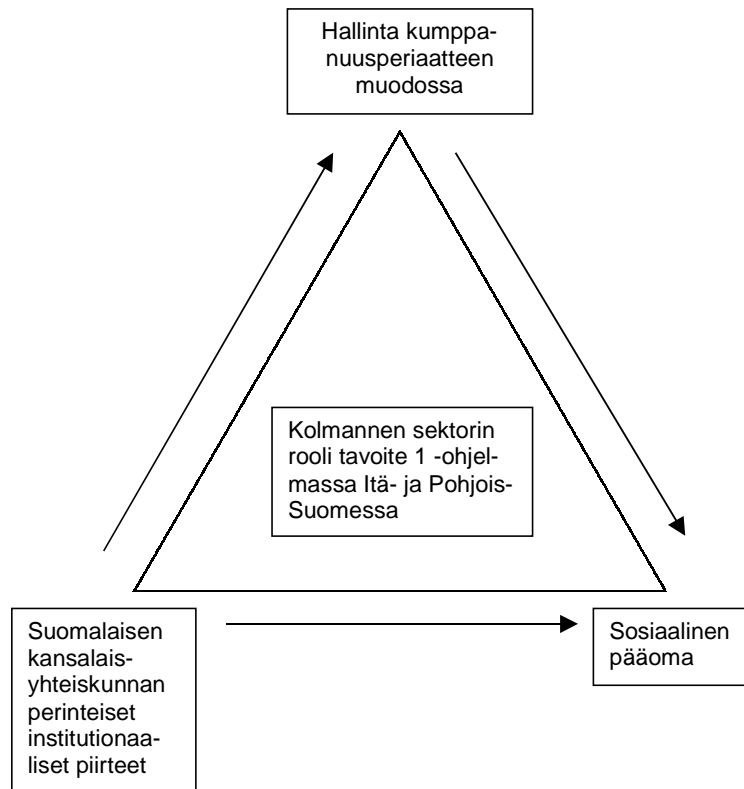 Hallinta kumppa-
nuusperiaatteen
muodossa
Kolmannen sektorin
rooli tavoite 1 -ohjel-
massa Itä- ja Pohjois-
Suomessa
Suomalaisen
kansalais-
yhteiskunnan
perinteiset
institutionaa-
liset piirteet
Sosiaalinen
pääoma